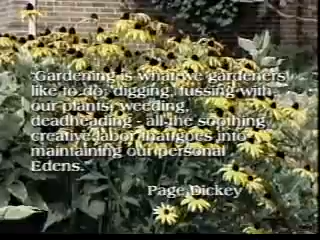 "Gardening is what we gardeners
like to do: digging, fussing with
our plants, weeding,
deadheading - all the soothing,
creative labor that goes into
maintaining our personal
Edens."
Page Dickey